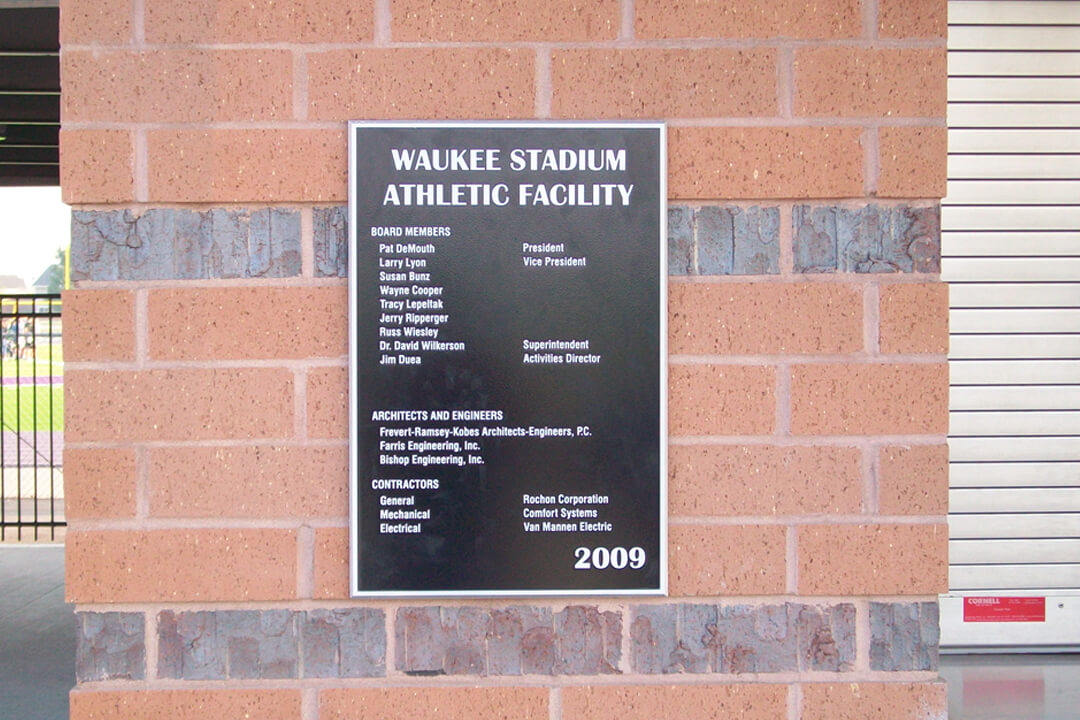 WAUKEE STADIUM
ATHLETIC FACILITY
BOARD MEMBERS
Pat DeMouth President
Larry Lyon Vice President
Susan Bunz
Wayne Cooper
Tracy Lepeltak
Jerry Ripperger
Russ Wiesley
Dr. David Wilkerson Superintendent
Jim Duea Activities Director
ARCHITECTS AND ENGINEERS
Frevert-Ramsey-Kobes Architects-Engineers, P.C.
Farris Engineering, Inc.
Bishop Engineering, Inc.
CONTRACTORS
General Rochon Corporation
Mechanical Comfort Systems
Electrical Van Mannen Electric
2009
CORNELL